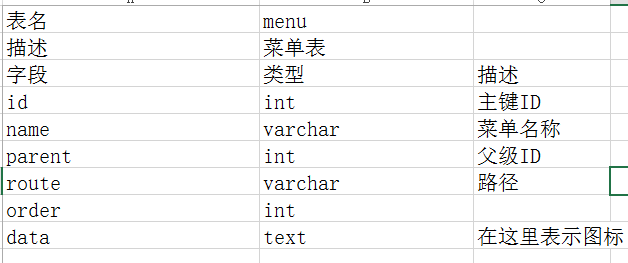 表名 menu
描述 菜单表
字段 类型 描述
id int 主键ID
name varchar 菜单名称
parent int 父级ID
route varchar 路径
order int
data text 在这里表示图标